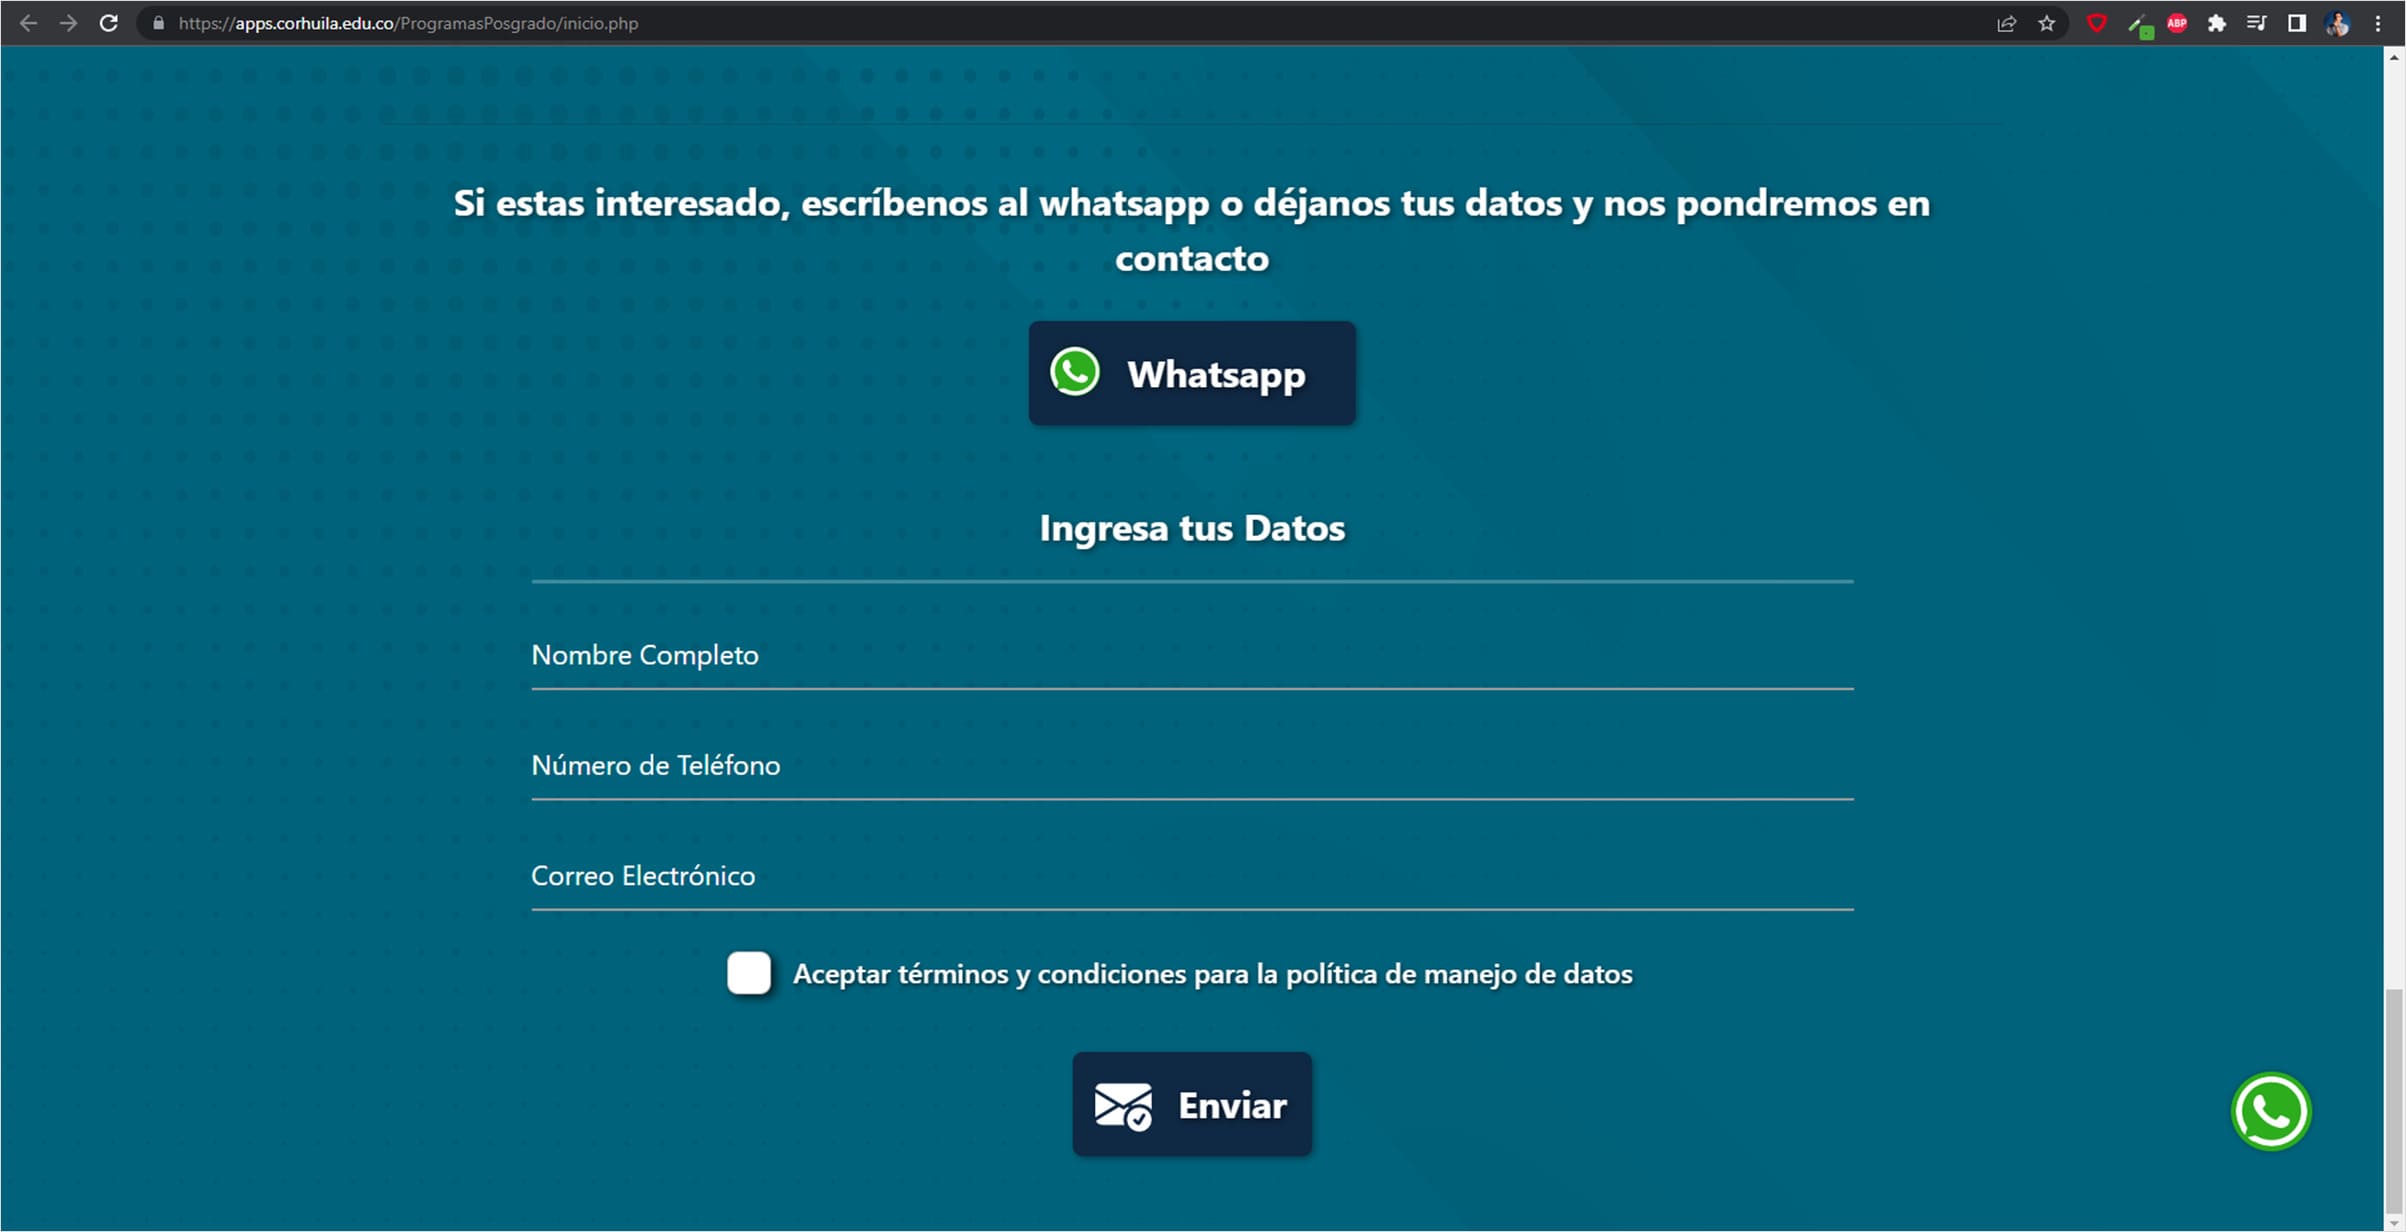 https://apps.corhuila.edu.co/ProgramasPosgrado/inicio.php
ABP
Si estas interesado, escríbenos al whatsapp o déjanos tus datos y nos pondremos en
contacto
Whatsapp
Ingresa tus Datos
Nombre Completo
Número de Teléfono
Correo Electrónico
Aceptar términos y condiciones para la política de manejo de datos
Enviar